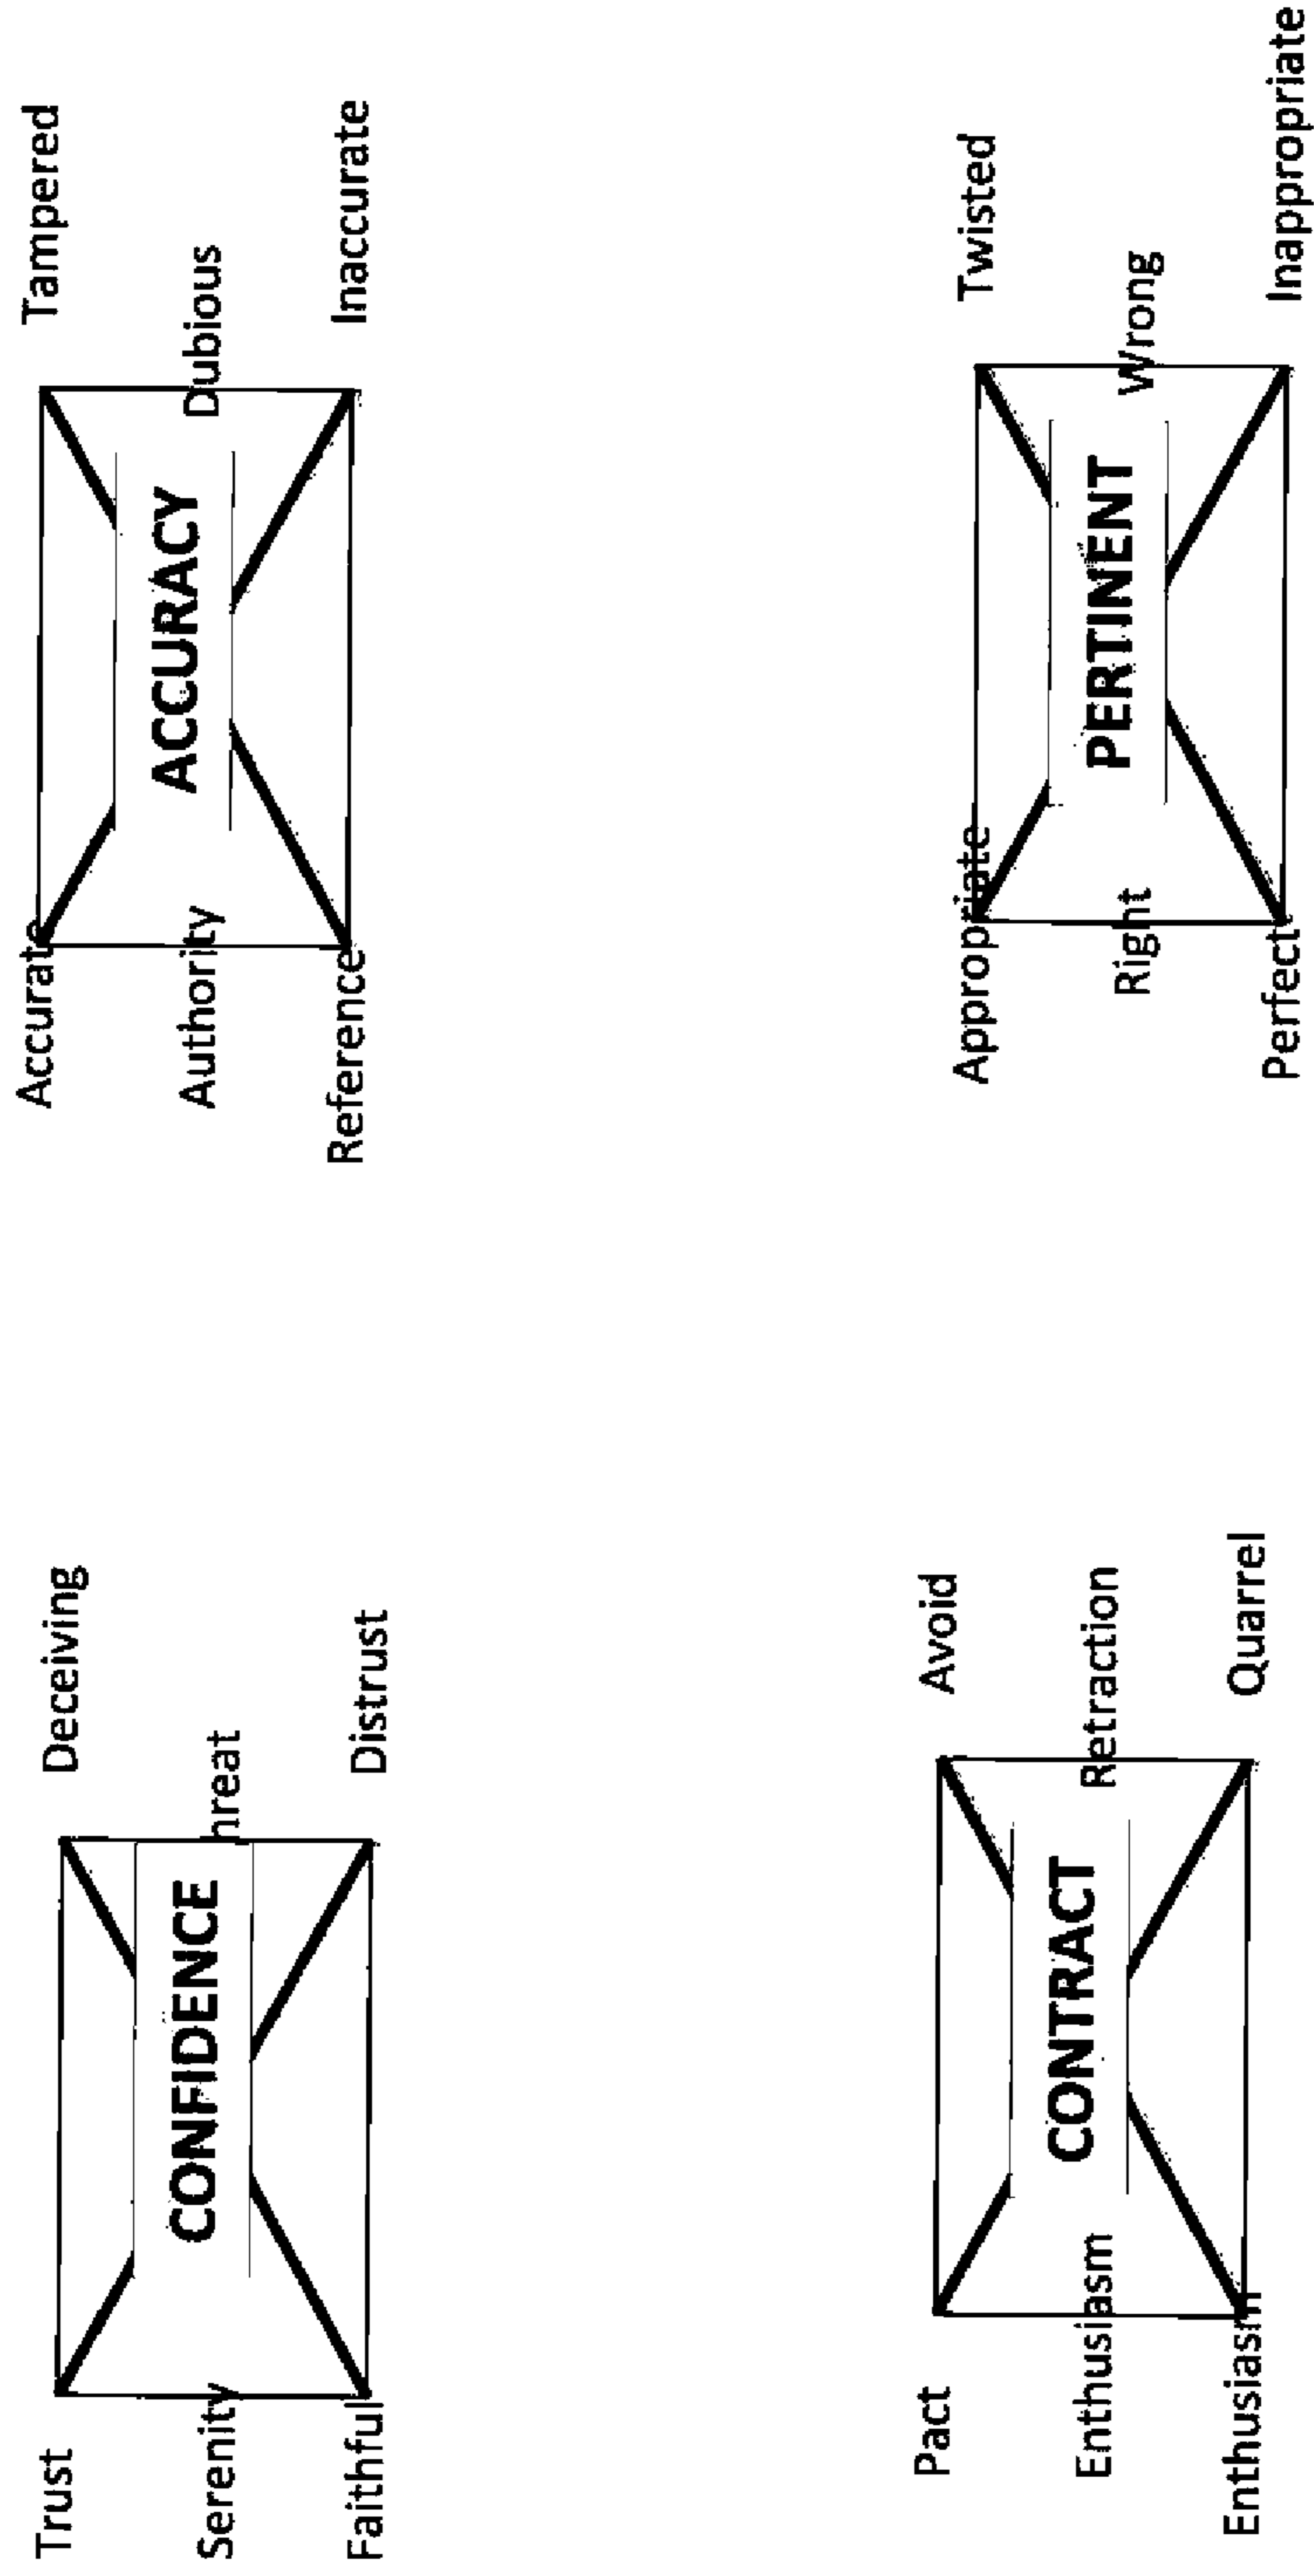 Trust
Deceiving
CONFIDENCE
Serenity
hreat
Faithful
Distrust
Accurate
Tampered
ACCURACY
Authority
Dubious
Reference
Inaccurate
Pact
Avoid
CONTRACT
Enthusiasm
Retraction
Enthusiasm
Quarrel
Appropriate
Twisted
PERTINENT
Right
Wrong
Perfect
Inappropriate